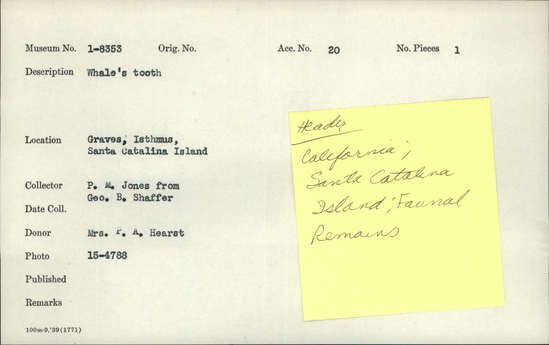 Museum No. 1-8353 Orig. No. Acc. No. 20 No. Pieces 1
Description Whale's tooth
Location Graves, Isthmus,
Santa Catalina Island
Collector P. M. Jones from
Geo. B. Shaffer
Date Coll.
Donor Mrs. P. A. Hearst
Photo 15-4788
Published
Remarks
100m-9,'39(1771)
California;
Santa Catalina
Island; Faunal
Remains